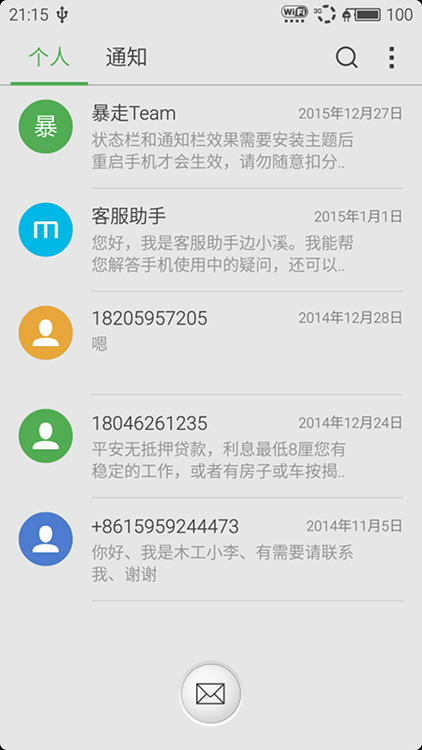 21:15 WiFi 3G 100
个人 通知
暴
暴走Team 2015年12月27日
状态栏和通知栏效果需要安装主题后
重启手机才会生效，请勿随意扣分..
m
客服助手 2015年1月1日
您好，我是客服助手边小溪。我能帮
您解答手机使用中的疑问，还可以..
18205957205 2014年12月28日
嗯
18046261235 2014年12月24日
平安无抵押贷款，利息最低8厘您有
稳定的工作，或者有房子或车按揭..
+8615959244473 2014年11月5日
你好、我是木工小李、有需要请联系
我、谢谢